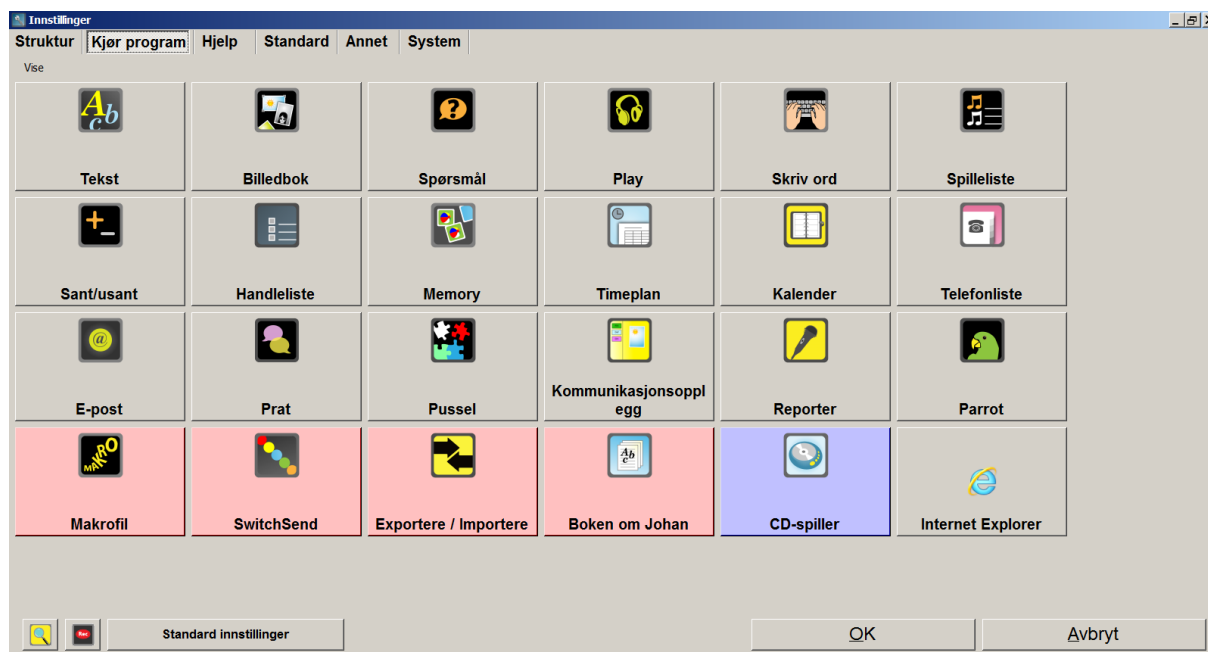 Innstillinger
Struktur Kjør program Hjelp Standard Annet System
Vise
Tekst Billedbok Spørsmål Play Skriv ord Spilleliste
Sant/usant Handleliste Memory Timeplan Kalender Telefonliste
Kommunikasjonsoppl
E-post Prat Pussel egg Reporter Parrot
MAKRO
Makrofil SwitchSend Exportere / Importere Boken om Johan CD-spiller Internet Explorer
Standard innstillinger OK Avbryt